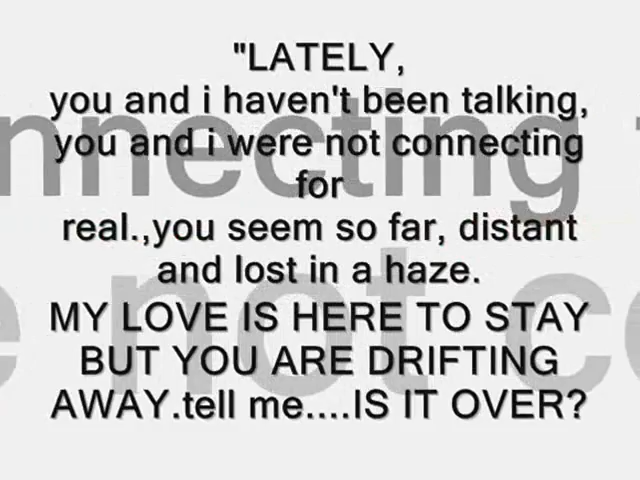 "LATELY,
you and i haven't been talking,
you and i were not connecting
for
real.,you seem so far, distant
and lost in a haze.
MY LOVE IS HERE TO STAY
BUT YOU ARE DRIFTING
AWAY.tell me....IS IT OVER?